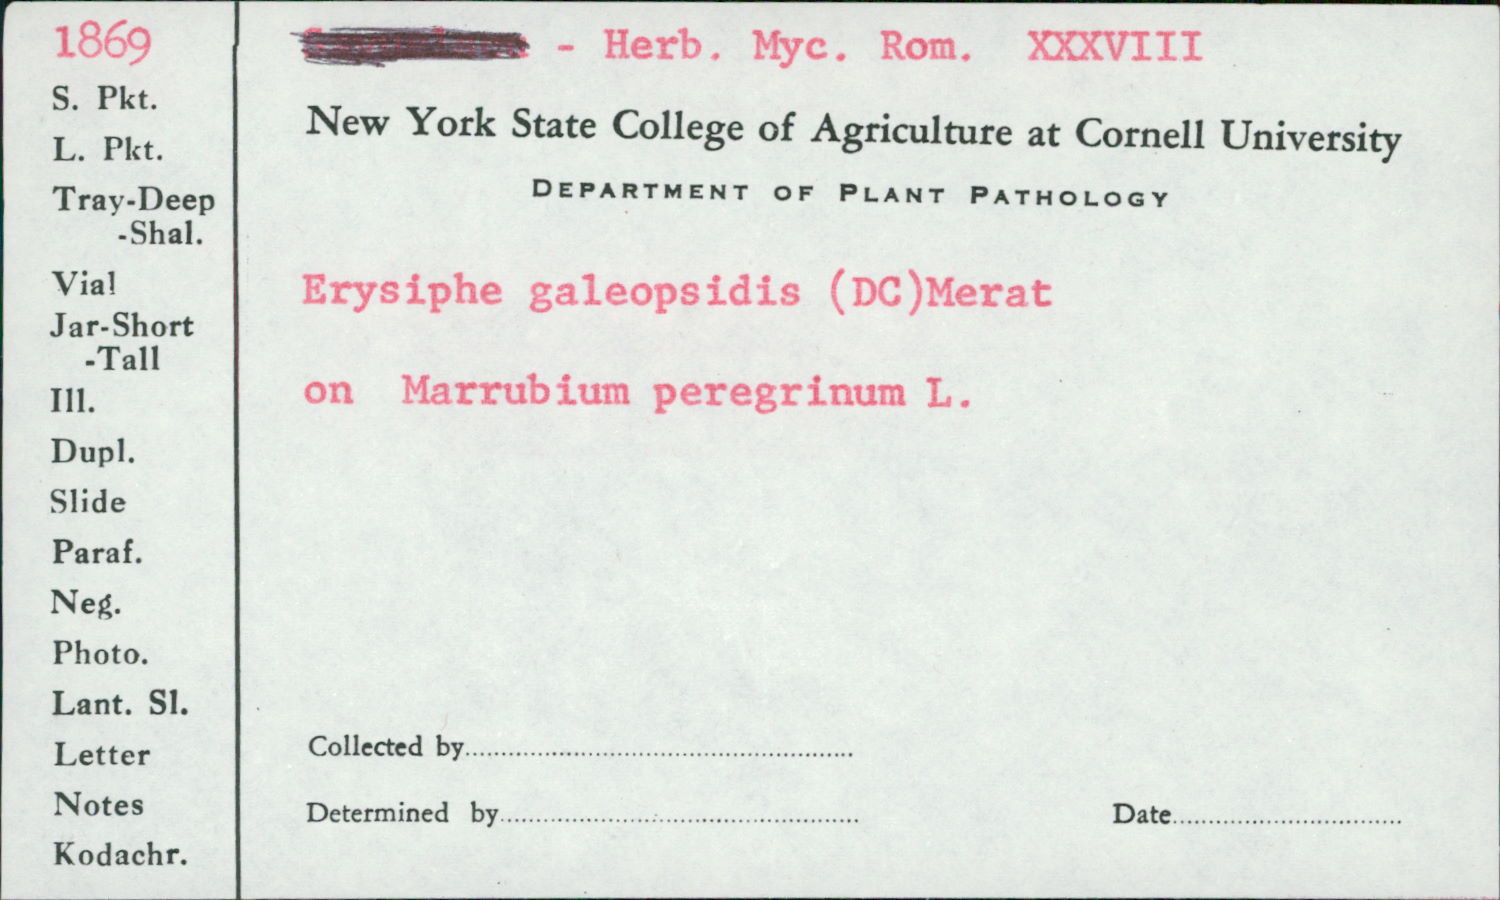 1869
- Herb. Myc. Rom. XXXVIII
S. Pkt.
L. Pkt.
Tray-Deep
-Shal.
Vial
Jar-Short
-Tall
Ill.
Dupl.
Slide
Paraf.
Neg.
Photo.
Lant. Sl.
Letter
Notes
Kodachr.
New York State College of Agriculture at Cornell University
DEPARTMENT OF PLANT PATHOLOGY
Erysiphe galeopsidis (DC)Merat
on Marrubium peregrinum L.
Collected by
Determined by
Date